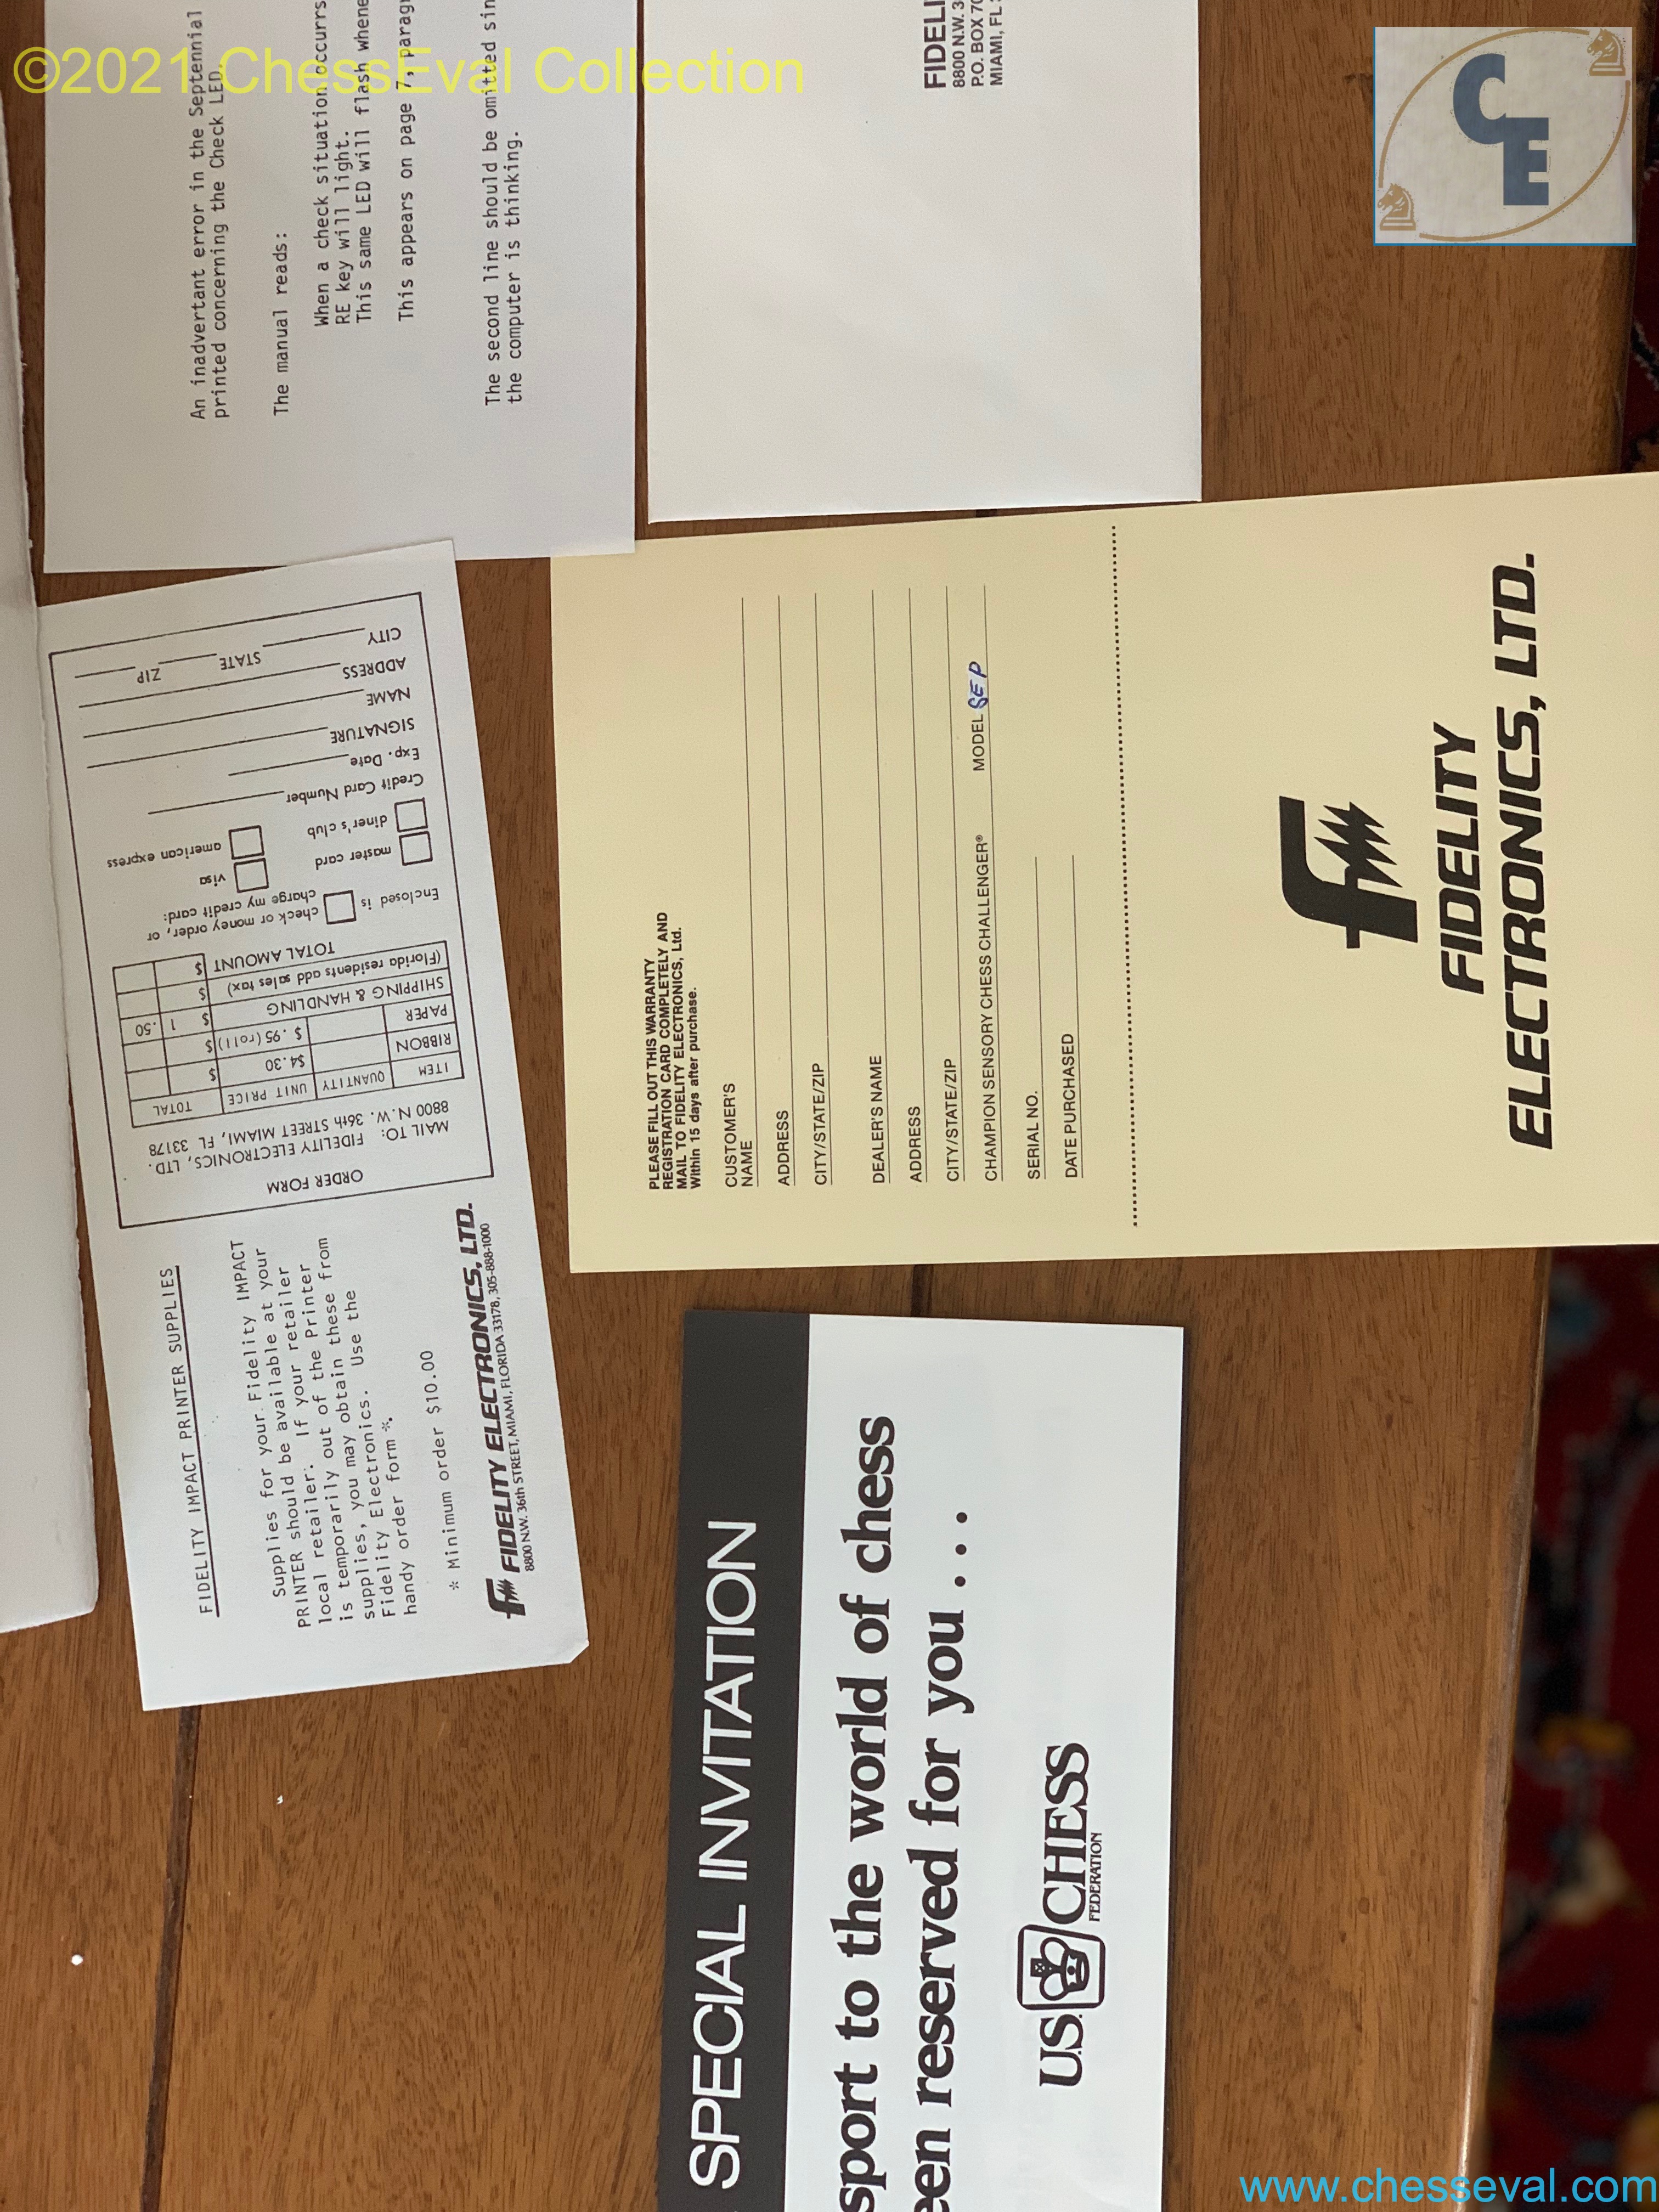 ©2021 ChessEval Collection
CE
An inadvertant error in the Septennial
printed concerning the Check LED.
The manual reads:
When a check situation occurrs
RE key will light.
This same LED will flash whene
This appears on page 7, paragr
The second line should be omitted sin
the computer is thinking.
FIDELI
8800 N.W. 3
P.O. BOX 70
MIAMI, FL 3
FIDELITY IMPACT PRINTER SUPPLIES
Supplies for your Fidelity IMPACT
PRINTER should be available at your
local retailer. If your retailer
is temporarily out of the Printer
supplies, you may obtain these from
Fidelity Electronics. Use the
handy order form *.
* Minimum order $10.00
FIDELITY ELECTRONICS, LTD.
8800 N.W. 36th STREET, MIAMI, FLORIDA 33178, 305-888-1000
ORDER FORM
MAIL TO: FIDELITY ELECTRONICS, LTD.
8800 N.W. 36th STREET MIAMI, FL 33178
ITEM QUANTITY UNIT PRICE TOTAL
RIBBON $4.30 $
PAPER $ .95(roll) $
SHIPPING & HANDLING $ 1 .50
(Florida residents add sales tax) $
TOTAL AMOUNT $
Enclosed is check or money order, or
charge my credit card:
master card visa
diner's club american express
Credit Card Number
Exp. Date
SIGNATURE
NAME
ADDRESS
CITY STATE ZIP
PLEASE FILL OUT THIS WARRANTY
REGISTRATION CARD COMPLETELY AND
MAIL TO FIDELITY ELECTRONICS, Ltd.
Within 15 days after purchase.
CUSTOMER'S
NAME
ADDRESS
CITY/STATE/ZIP
DEALER'S NAME
ADDRESS
CITY/STATE/ZIP
CHAMPION SENSORY CHESS CHALLENGER® MODEL SEP
SERIAL NO.
DATE PURCHASED
FIDELITY
ELECTRONICS, LTD.
SPECIAL INVITATION
sport to the world of chess
een reserved for you . . . .
U.S. CHESS
FEDERATION
www.chesseval.com